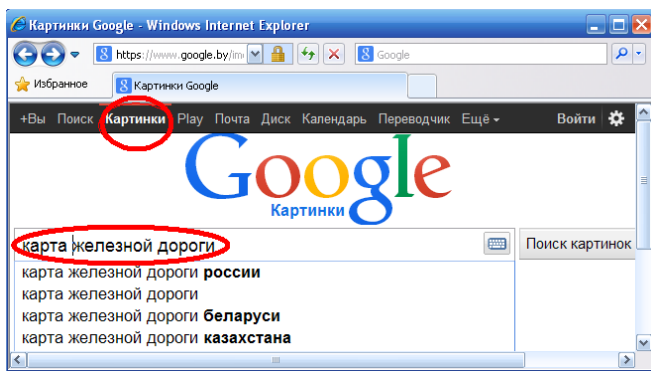 Картинки Google - Windows Internet Explorer
https://www.google.by/im Google
Избранное Картинки Google
+Вы Поиск Картинки Play Почта Диск Календарь Переводчик Ещё Войти
Google
Картинки
карта железной дороги Поиск картинок
карта железной дороги россии
карта железной дороги
карта железной дороги беларуси
карта железной дороги казахстана